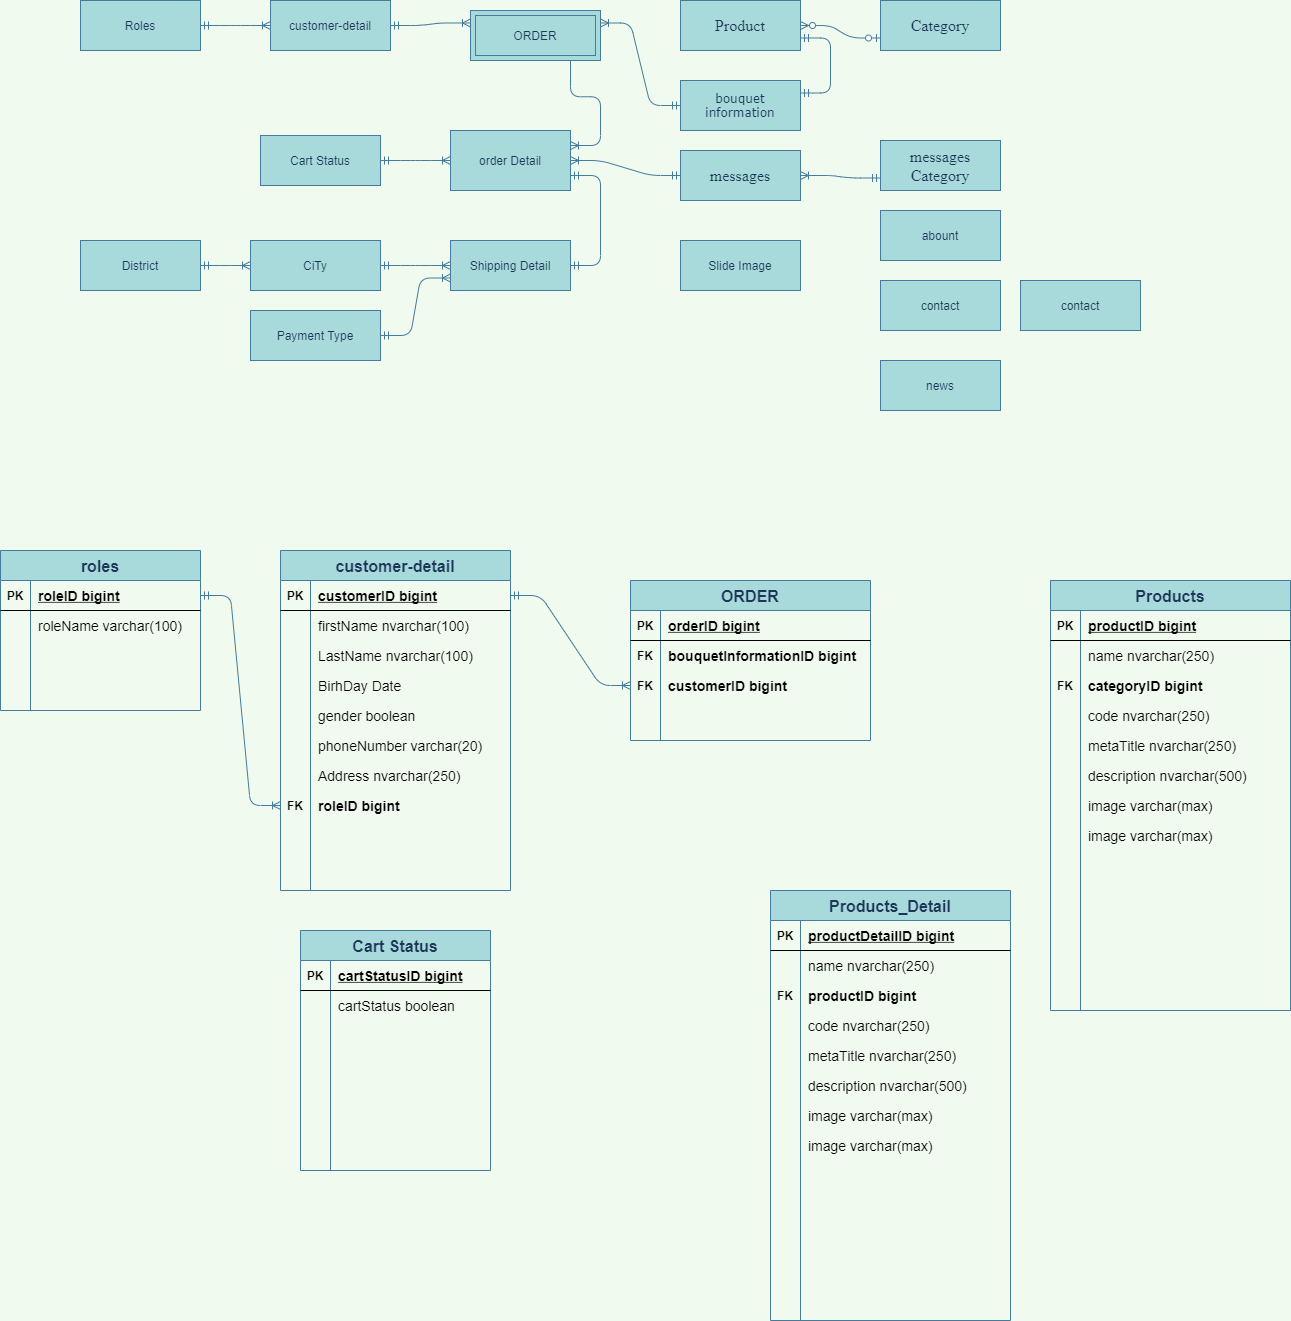 Roles
customer-detail
ORDER
Product
Category
bouquet
information
Cart Status
order Detail
messages
messages
Category
abount
District
CiTy
Shipping Detail
Slide Image
contact
contact
Payment Type
news
roles
PK roleID bigint
roleName varchar(100)
customer-detail
PK customerID bigint
firstName nvarchar(100)
LastName nvarchar(100)
BirhDay Date
gender boolean
phoneNumber varchar(20)
Address nvarchar(250)
FK roleID bigint
ORDER
PK orderID bigint
FK bouquetInformationID bigint
FK customerID bigint
Products
PK productID bigint
name nvarchar(250)
FK categoryID bigint
code nvarchar(250)
metaTitle nvarchar(250)
description nvarchar(500)
image varchar(max)
image varchar(max)
Cart Status
PK cartStatusID bigint
cartStatus boolean
Products_Detail
PK productDetailID bigint
name nvarchar(250)
FK productID bigint
code nvarchar(250)
metaTitle nvarchar(250)
description nvarchar(500)
image varchar(max)
image varchar(max)